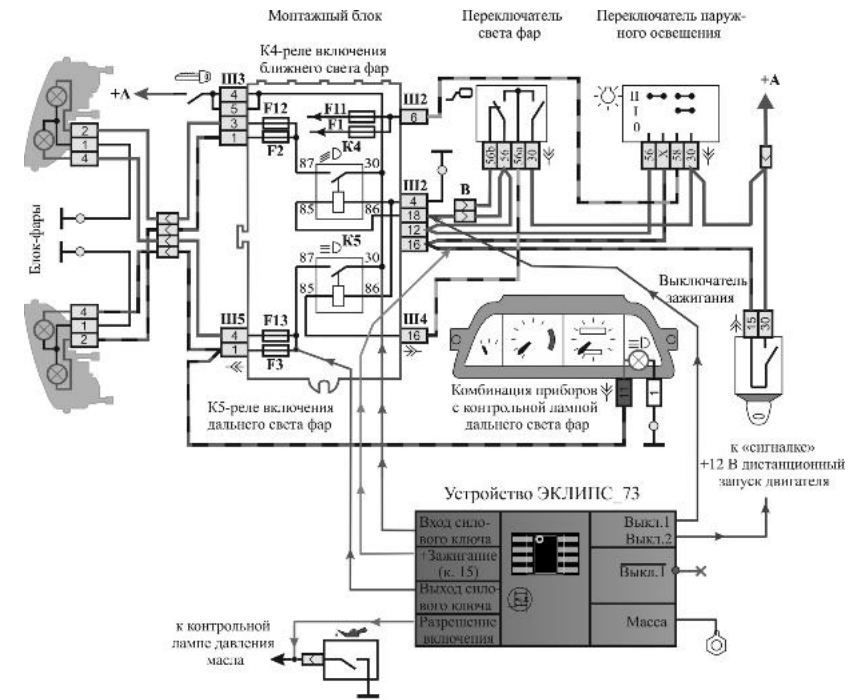 Монтажный блок
Переключатель
света фар
Переключатель наруж-
ного освещения
К4-реле включения
ближнего света фар
+А
Ш3
4
5
3
1
F12
F2
F11
F1
Ш2
6
К4
87
30
85
86
Ш2
4
18
12
16
В
56b
56
56a
30
II
I
0
56
X
58
30
+А
2
1
4
Блок-фары
4
1
2
К5
87
30
85
86
Ш5
4
1
F13
F3
Ш4
16
Выключатель
зажигания
15
30
К5-реле включения
дальнего света фар
Комбинация приборов
с контрольной лампой
дальнего света фар
11
1
к «сигналке»
+12 В дистанционный
запуск двигателя
Устройство ЭКЛИПС_73
Вход сило-
вого ключа
+Зажигание
(к. 15)
Выход сило-
вого ключа
Разрешение
включения
Выкл.1
Выкл.2
Выкл.1
Масса
к контрольной
лампе давления
масла